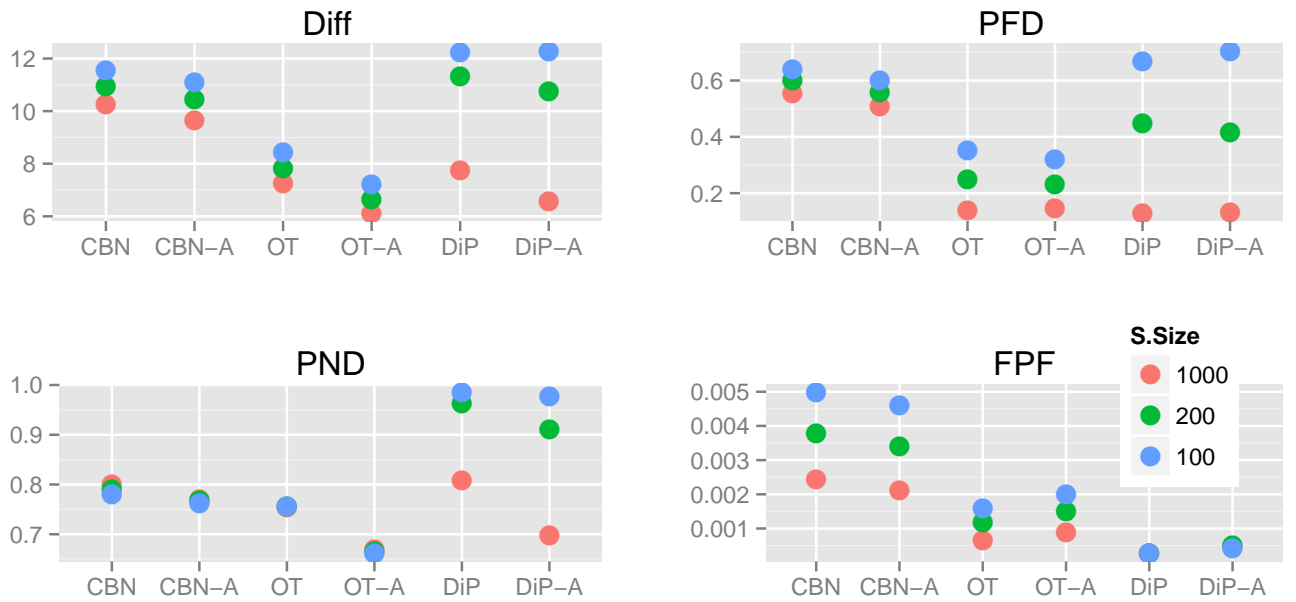 Diff
12
10
8
6
CBN CBN−A OT OT−A DiP DiP−A
PFD
0.6
0.4
0.2
CBN CBN−A OT OT−A DiP DiP−A
PND
1.0
0.9
0.8
0.7
CBN CBN−A OT OT−A DiP DiP−A
FPF
0.005
0.004
0.003
0.002
0.001
CBN CBN−A OT OT−A DiP DiP−A
S.Size
1000
200
100